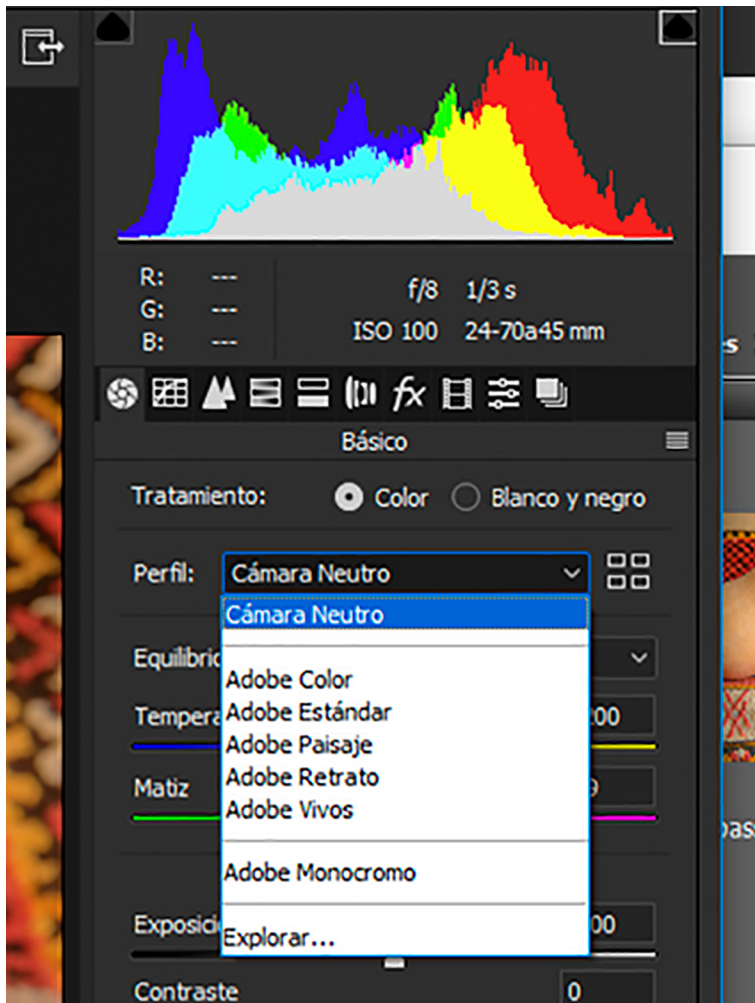 R: ---
G: ---
B: ---
f/8 1/3 s
ISO 100 24-70a45 mm
fx
Básico
Tratamiento: Color Blanco y negro
Perfil: Cámara Neutro
Cámara Neutro
Adobe Color
Adobe Estándar
Adobe Paisaje
Adobe Retrato
Adobe Vivos
Adobe Monocromo
Explorar...
Matiz
Contraste 0